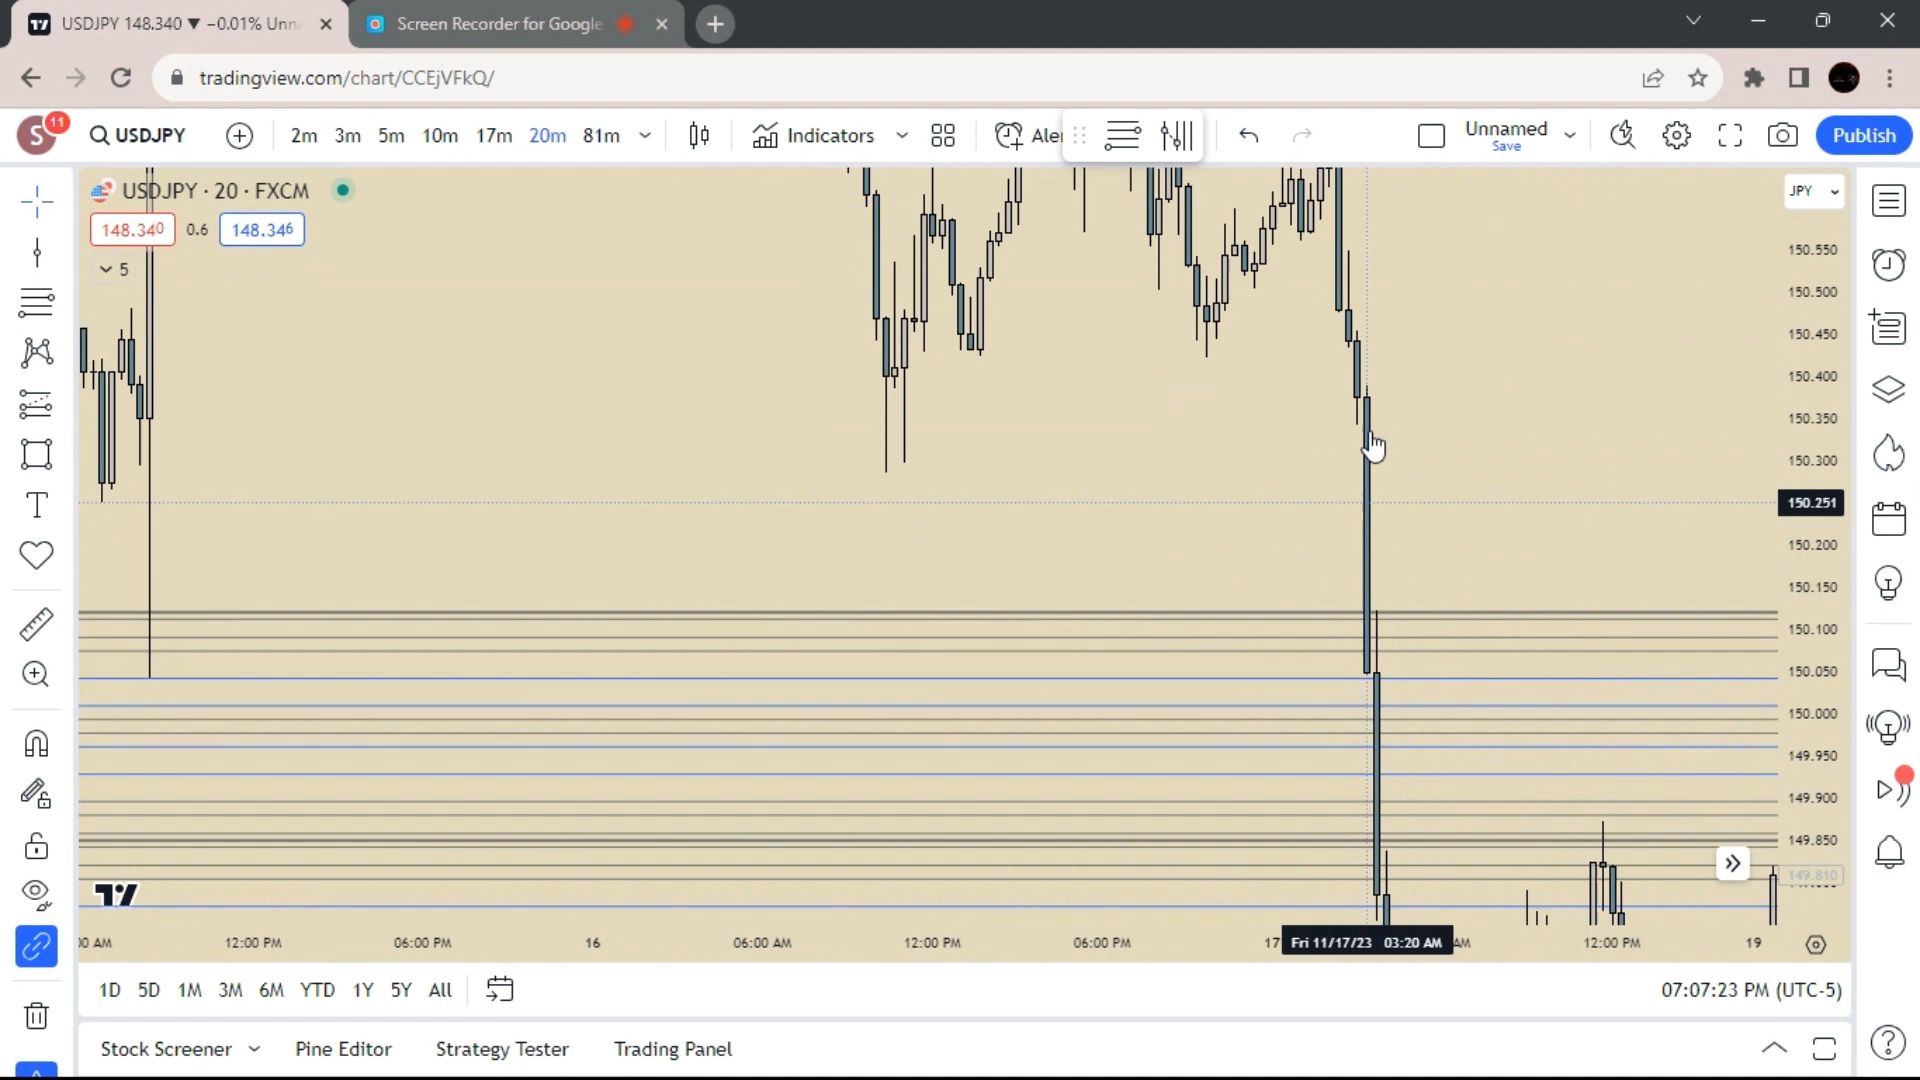 USDJPY 148.340 ▼ −0.01% Unna
Screen Recorder for Google
tradingview.com/chart/CCEjVFkQ/
S 11
USDJPY
2m 3m 5m 10m 17m 20m 81m
Indicators
Ale
Unnamed
Save
Publish
USDJPY · 20 · FXCM
JPY
148.340 0.6 148.346
5
150.550
150.500
150.450
150.400
150.350
150.300
150.251
150.200
150.150
150.100
150.050
150.000
149.950
149.900
149.850
149.810
12:00 PM 06:00 PM 16 06:00 AM 12:00 PM 06:00 PM 17 Fri 11/17/23 03:20 AM AM 12:00 PM 19
1D 5D 1M 3M 6M YTD 1Y 5Y All
07:07:23 PM (UTC-5)
Stock Screener Pine Editor Strategy Tester Trading Panel